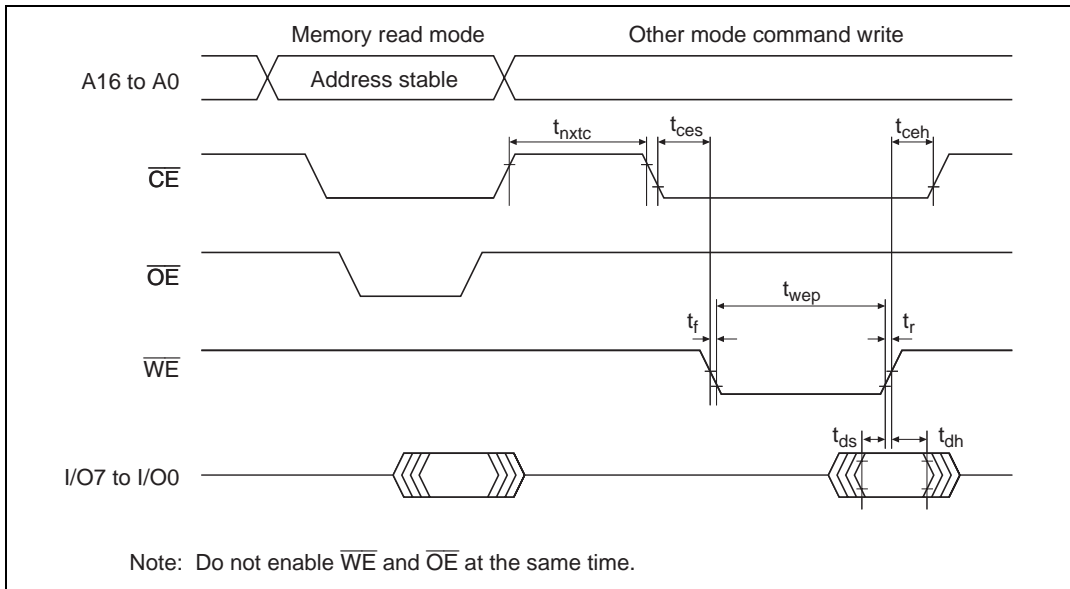 Memory read mode Other mode command write
A16 to A0 Address stable
tnxtc tces tceh
CE
OE
twep
tf tr
WE
tds tdh
I/O7 to I/O0
Note: Do not enable WE and OE at the same time.